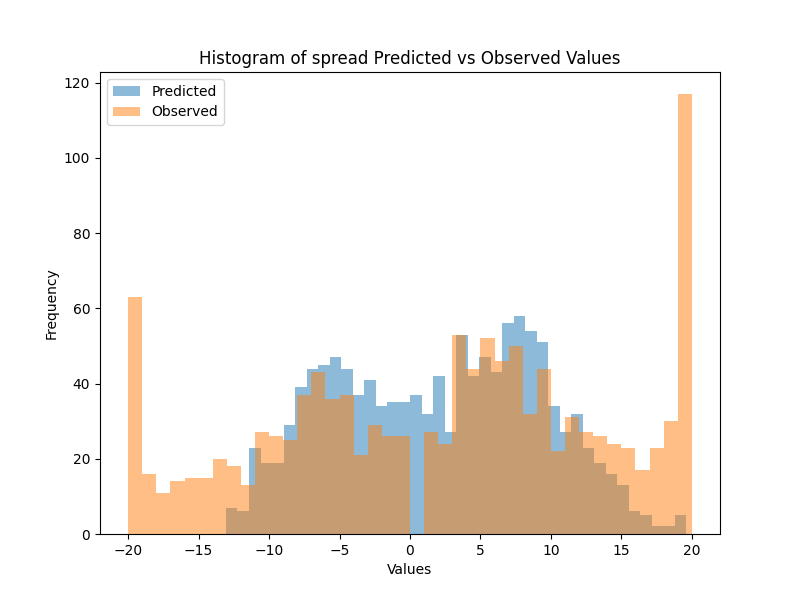 Histogram of spread Predicted vs Observed Values
Predicted
Observed
120
100
80
60
40
20
0
Frequency
−20 −15 −10 −5 0 5 10 15 20
Values